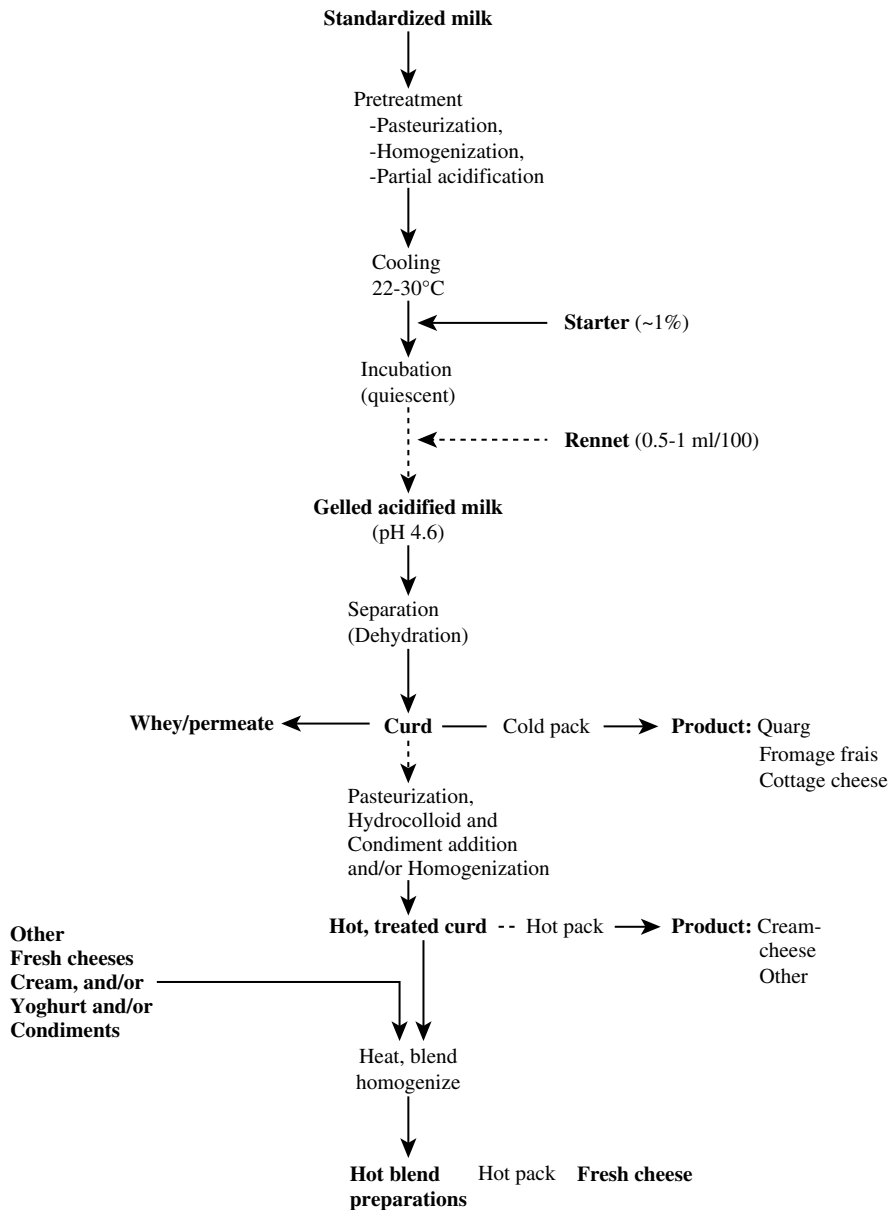 Standardized milk
Pretreatment
-Pasteurization,
-Homogenization,
-Partial acidification
Cooling
22-30°C
Starter (~1%)
Incubation
(quiescent)
Rennet (0.5-1 ml/100)
Gelled acidified milk
(pH 4.6)
Separation
(Dehydration)
Whey/permeate
Curd
Cold pack
Product: Quarg
Fromage frais
Cottage cheese
Pasteurization,
Hydrocolloid and
Condiment addition
and/or Homogenization
Hot, treated curd
Hot pack
Product: Cream-
cheese
Other
Other
Fresh cheeses
Cream, and/or
Yoghurt and/or
Condiments
Heat, blend
homogenize
Hot blend
preparations
Hot pack
Fresh cheese